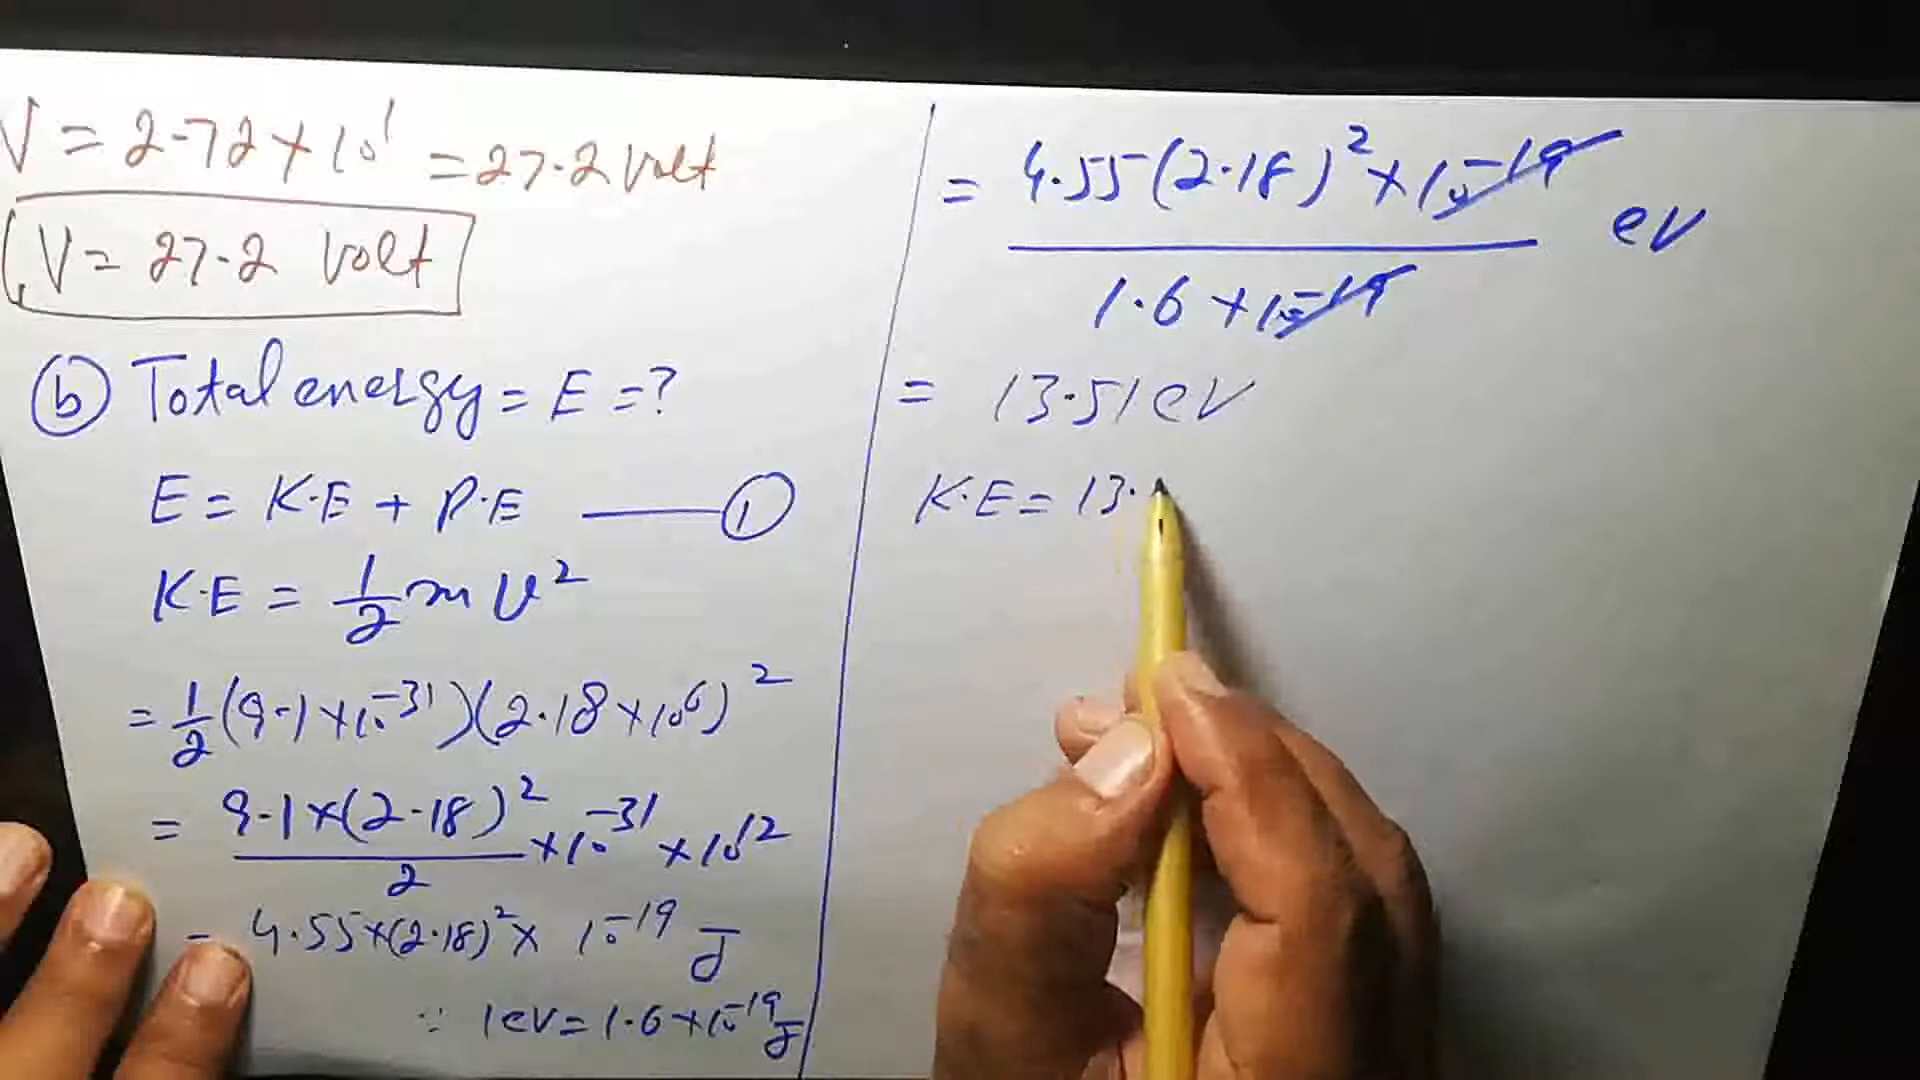 V = 2.72 × 10¹ = 27.2 volt
V = 27.2 volt
(b) Total energy = E = ?
E = K.E + P.E —— (1)
K.E = 1/2 m v²
= 1/2 (9.1 × 10⁻³¹)(2.18 × 10⁶)²
= 9.1 × (2.18)² / 2 × 10⁻³¹ × 10¹²
= 4.55 × (2.18)² × 10⁻¹⁹ J
∵ 1eV = 1.6 × 10⁻¹⁹ J
= 4.55 (2.18)² × 10⁻¹⁹ / 1.6 × 10⁻¹⁹ eV
= 13.51 eV
K.E = 13.